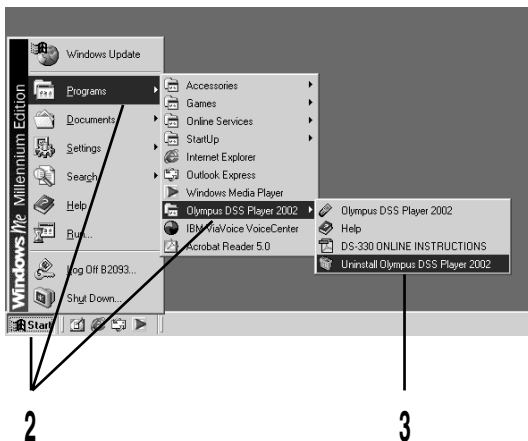 Windows Me Millennium Edition
Windows Update
Programs
Documents
Settings
Search
Help
Run...
Log Off B2093...
Shut Down...
Start
Accessories
Games
Online Services
StartUp
Internet Explorer
Outlook Express
Windows Media Player
Olympus DSS Player 2002
IBM ViaVoice VoiceCenter
Acrobat Reader 5.0
Olympus DSS Player 2002
Help
DS-330 ONLINE INSTRUCTIONS
Uninstall Olympus DSS Player 2002
2
3